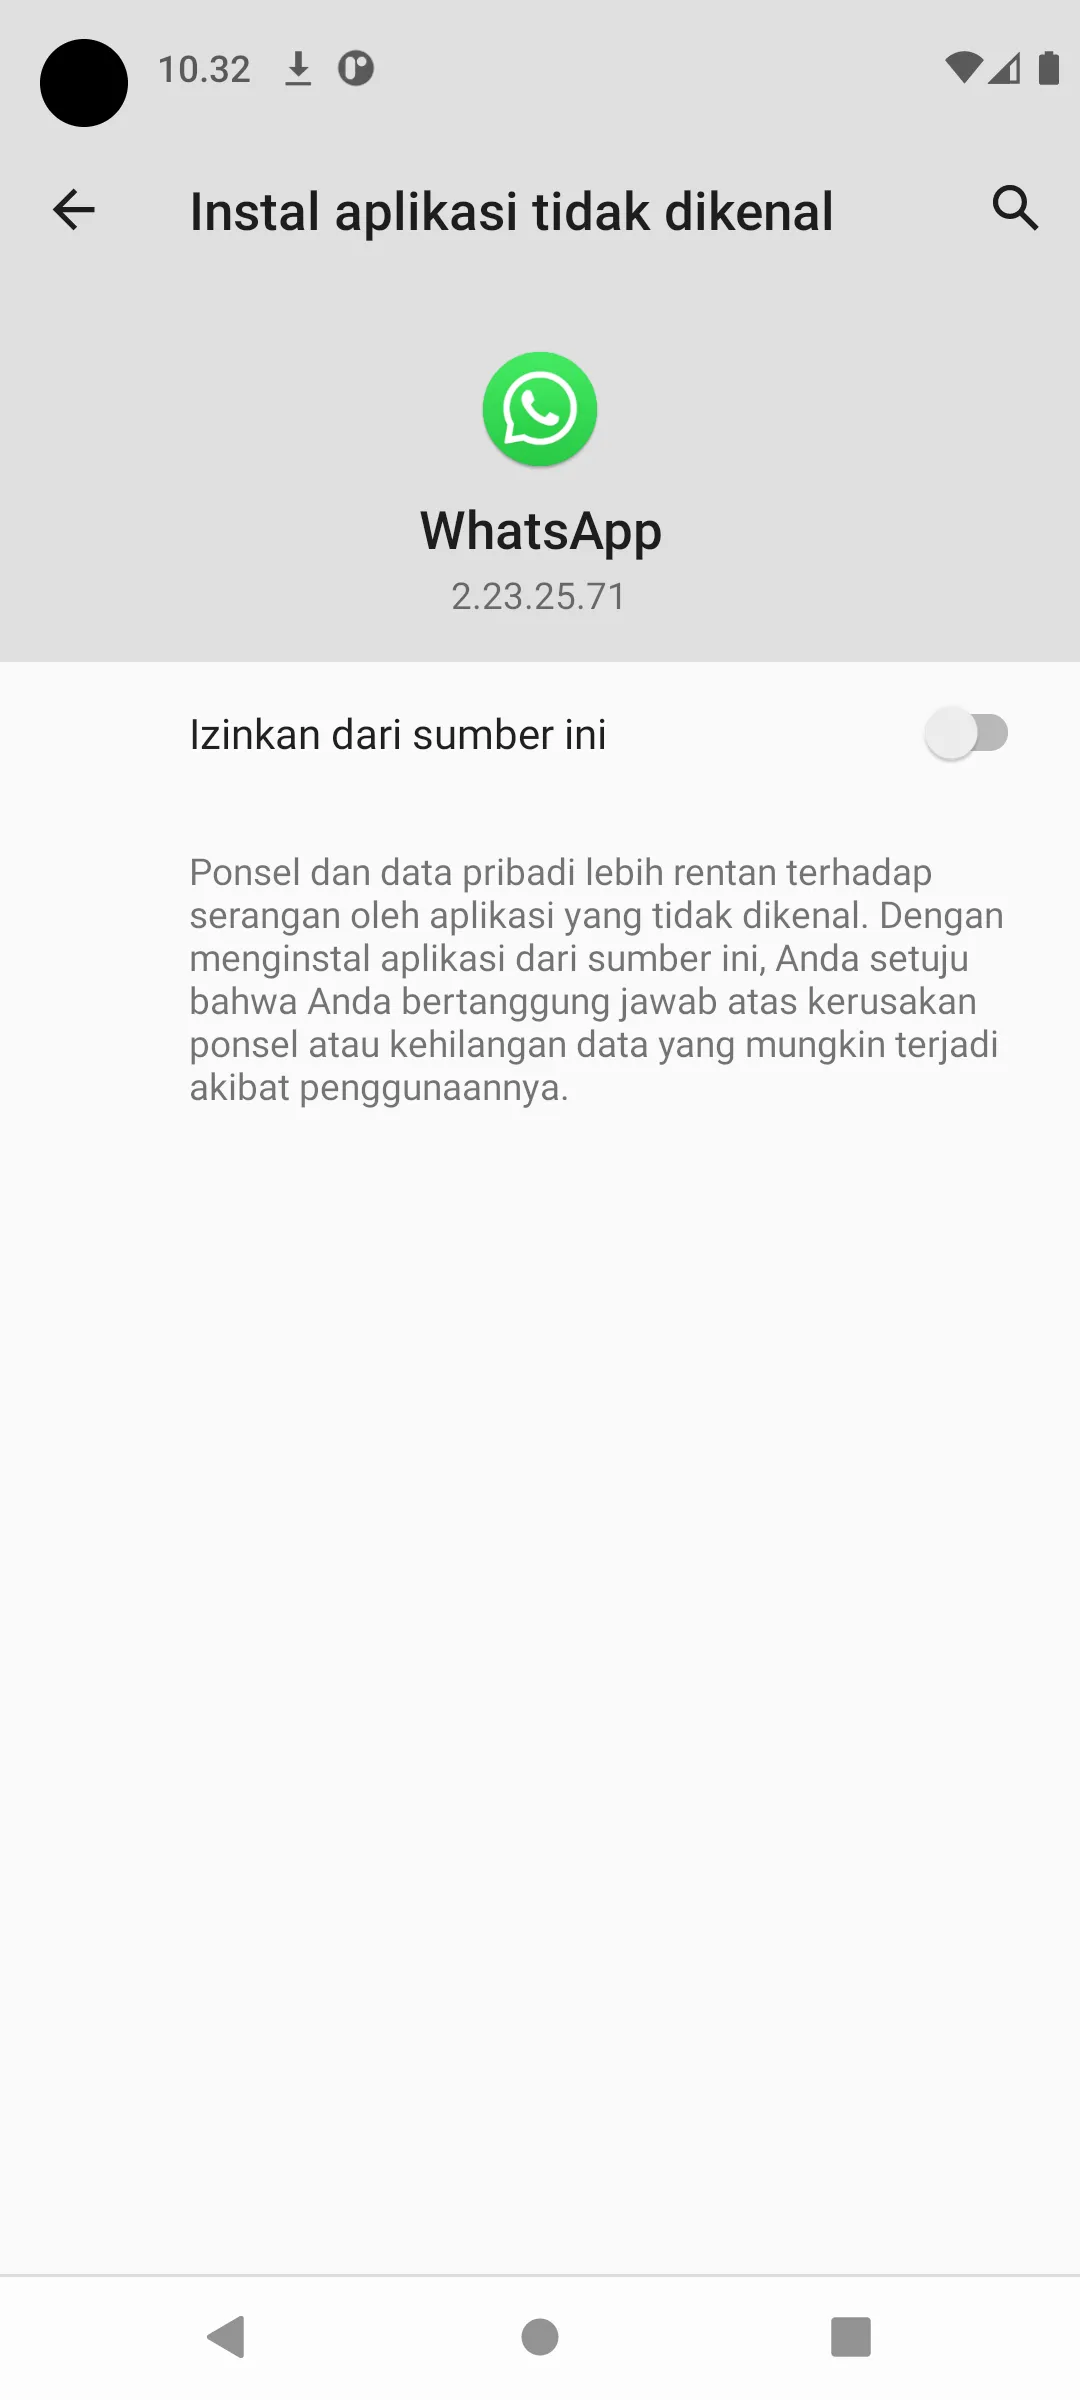 10.32
Instal aplikasi tidak dikenal
WhatsApp
2.23.25.71
Izinkan dari sumber ini
Ponsel dan data pribadi lebih rentan terhadap
serangan oleh aplikasi yang tidak dikenal. Dengan
menginstal aplikasi dari sumber ini, Anda setuju
bahwa Anda bertanggung jawab atas kerusakan
ponsel atau kehilangan data yang mungkin terjadi
akibat penggunaannya.